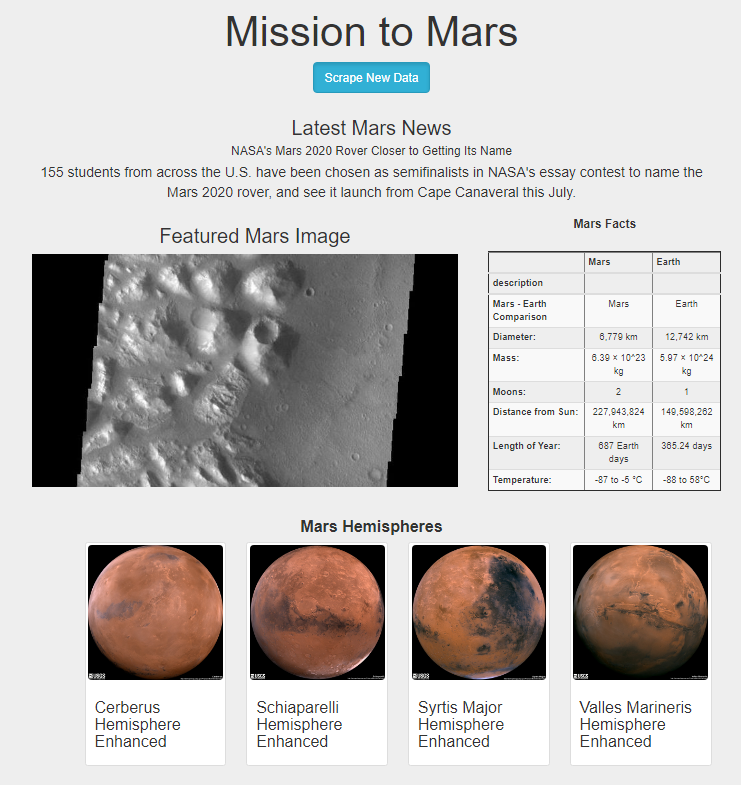 Mission to Mars
Scrape New Data
Latest Mars News
NASA's Mars 2020 Rover Closer to Getting Its Name
155 students from across the U.S. have been chosen as semifinalists in NASA's essay contest to name the
Mars 2020 rover, and see it launch from Cape Canaveral this July.
Featured Mars Image
Mars Facts
Mars Earth
description
Mars - Earth
Comparison
Mars Earth
Diameter: 6,779 km 12,742 km
Mass: 6.39 × 10^23
kg
5.97 × 10^24
kg
Moons: 2 1
Distance from Sun: 227,943,824
km
149,598,262
km
Length of Year: 687 Earth
days
365.24 days
Temperature: -87 to -5 °C -88 to 58°C
Mars Hemispheres
USGS
USGS
USGS
USGS
Cerberus
Hemisphere
Enhanced
Schiaparelli
Hemisphere
Enhanced
Syrtis Major
Hemisphere
Enhanced
Valles Marineris
Hemisphere
Enhanced